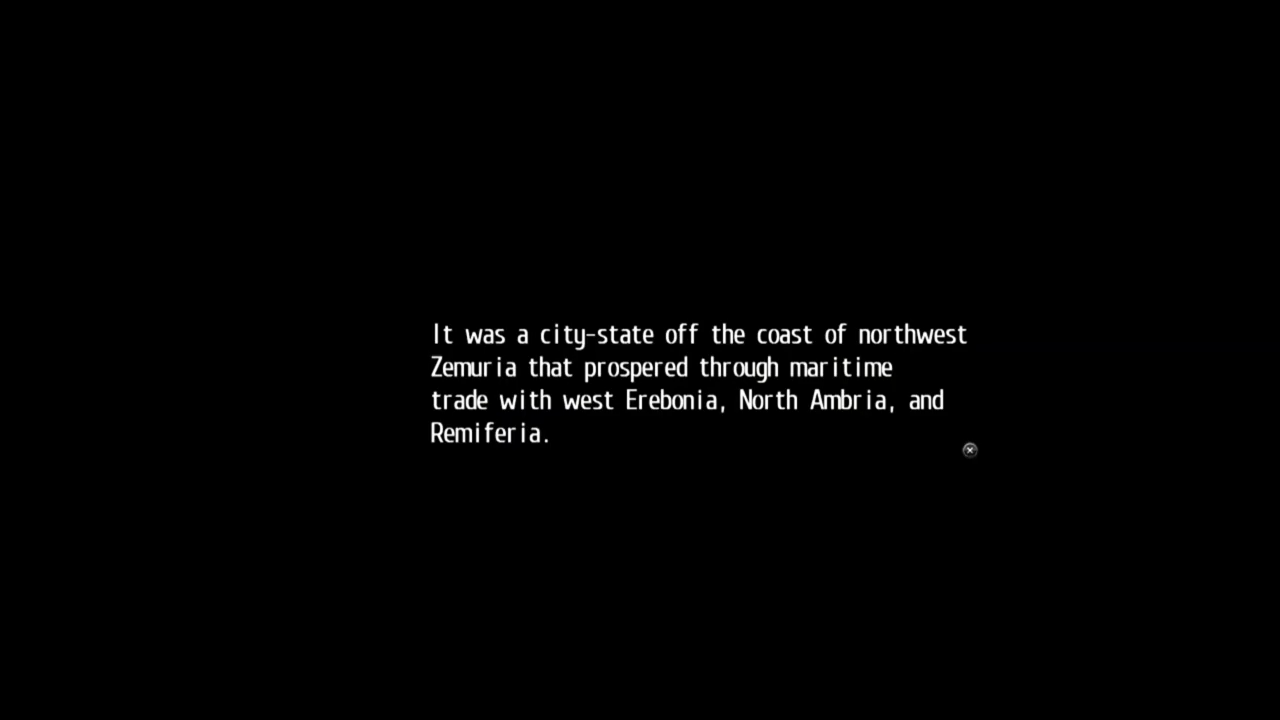 It was a city-state off the coast of northwest
Zemuria that prospered through maritime
trade with west Erebonia, North Ambria, and
Remiferia.